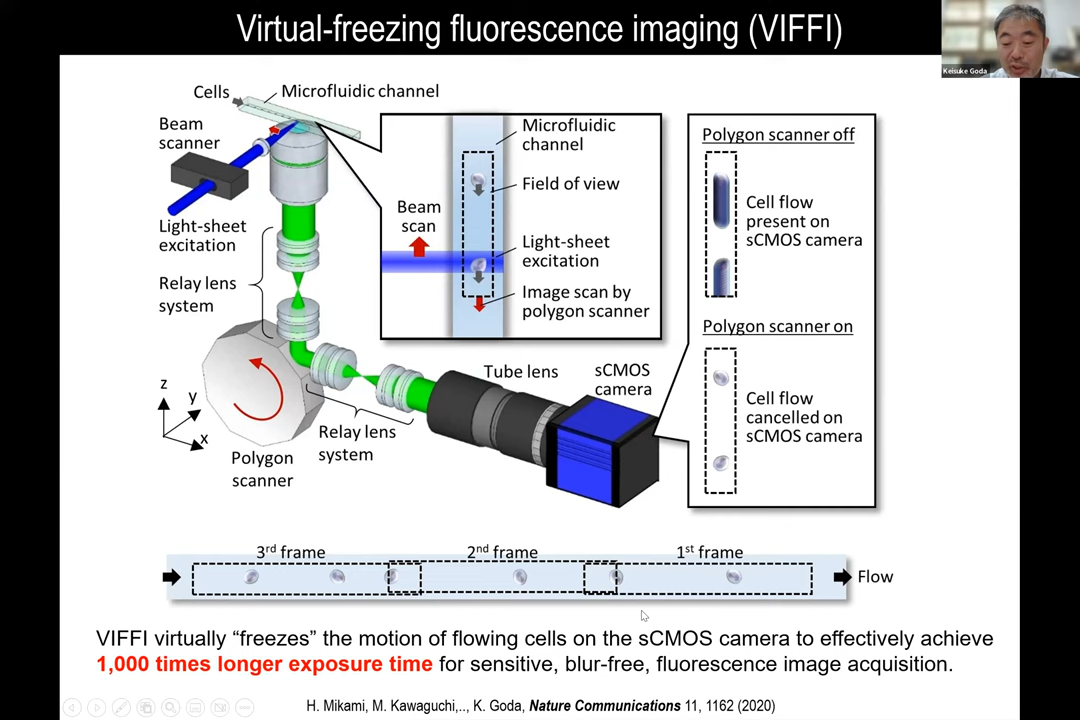 Virtual-freezing fluorescence imaging (VIFFI)
Keisuke Goda
Cells
Microfluidic channel
Beam
scanner
Light-sheet
excitation
Relay lens
system
z
y
x
Polygon
scanner
Relay lens
system
Tube lens
sCMOS
camera
Microfluidic
channel
Field of view
Beam
scan
Light-sheet
excitation
Image scan by
polygon scanner
Polygon scanner off
Cell flow
present on
sCMOS camera
Polygon scanner on
Cell flow
cancelled on
sCMOS camera
3rd frame
2nd frame
1st frame
Flow
VIFFI virtually “freezes” the motion of flowing cells on the sCMOS camera to effectively achieve
1,000 times longer exposure time for sensitive, blur-free, fluorescence image acquisition.
H. Mikami, M. Kawaguchi,.., K. Goda, Nature Communications 11, 1162 (2020)